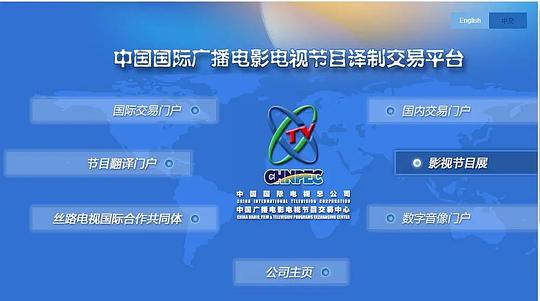 English 中文
中国国际广播电影电视节目译制交易平台
国际交易门户
国内交易门户
TV
CHNPEC
节目翻译门户
影视节目展
中国国际电视总公司
CHINA INTERNATIONAL TELEVISION CORPORATION
中国广播电影电视节目交易中心
CHINA RADIO, FILM & TELEVISION PROGRAMS EXCHANGING CENTER
丝路电视国际合作共同体
数字音像门户
公司主页